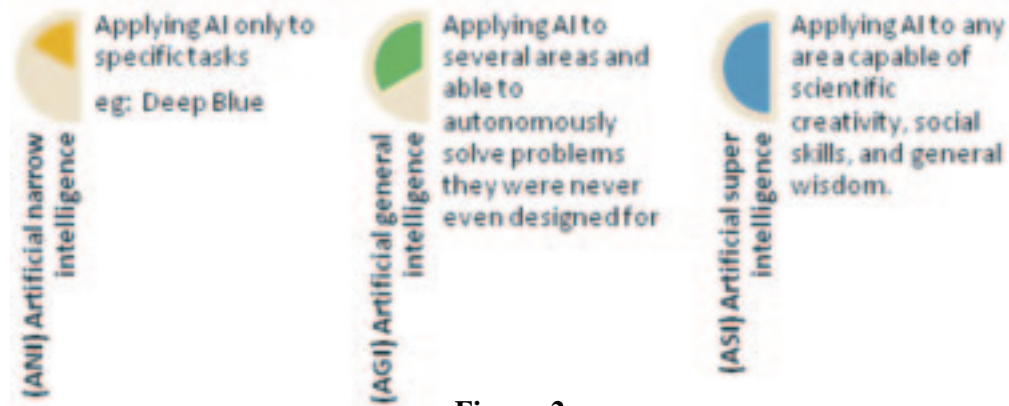 Applying AI only to
specific tasks
eg: Deep Blue
(ANI) Artificial narrow
intelligence
Applying AI to
several areas and
able to
autonomously
solve problems
they were never
even designed for
(AGI) Artificial general
intelligence
Applying AI to any
area capable of
scientific
creativity, social
skills, and general
wisdom.
(ASI) Artificial super
intelligence